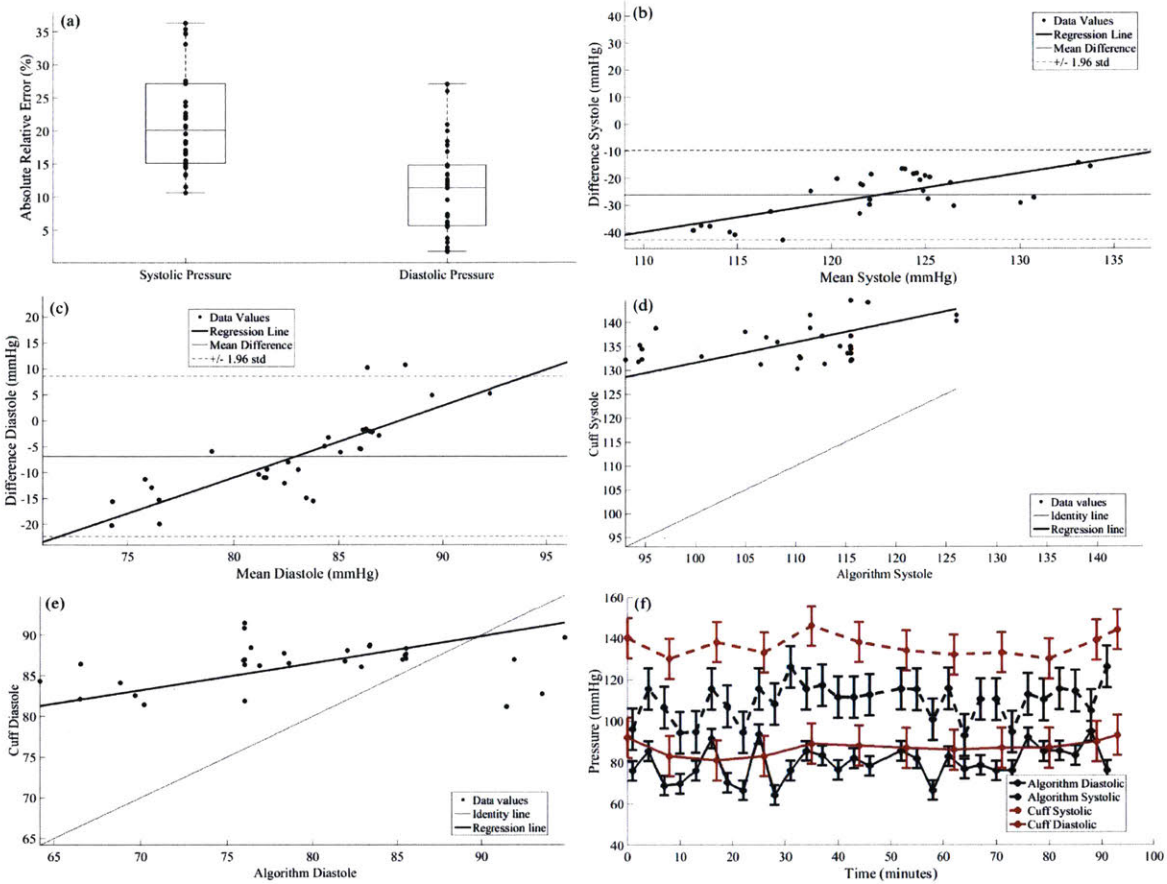 (a)
Absolute Relative Error (%)
35
30
25
20
15
10
5
Systolic Pressure
Diastolic Pressure
(b)
Difference Systole (mmHg)
40
30
20
10
0
-10
-20
-30
-40
110
115
120
125
130
135
Mean Systole (mmHg)
Data Values
Regression Line
Mean Difference
+/- 1.96 std
(c)
Difference Diastole (mmHg)
20
15
10
5
0
-5
-10
-15
-20
75
80
85
90
95
Mean Diastole (mmHg)
Data Values
Regression Line
Mean Difference
+/- 1.96 std
(d)
Cuff Systole
140
135
130
125
120
115
110
105
100
95
95
100
105
110
115
120
125
130
135
140
Algorithm Systole
Data values
Identity line
Regression line
(e)
Cuff Diastole
90
85
80
75
70
65
65
70
75
80
85
90
Algorithm Diastole
Data values
Identity line
Regression line
(f)
Pressure (mmHg)
160
140
120
100
80
60
40
0
10
20
30
40
50
60
70
80
90
100
Time (minutes)
Algorithm Diastolic
Algorithm Systolic
Cuff Systolic
Cuff Diastolic